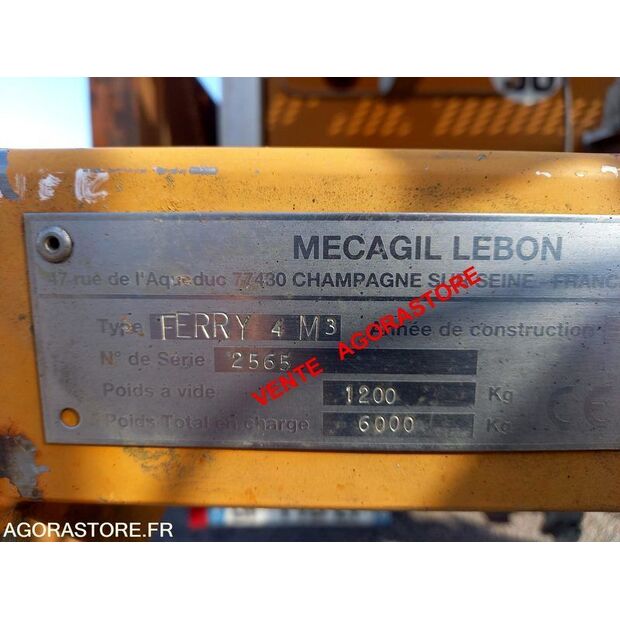 MECAGIL LEBON
47 rue de l'Aqueduc 77430 CHAMPAGNE SUR SEINE - FRANC
Type FERRY 4 M3 Année de construction
N° de Série 2565
Poids a vide 1200 Kg
Poids Total en charge 6000 Kg
CE
VENTE AGORASTORE
AGORASTORE.FR